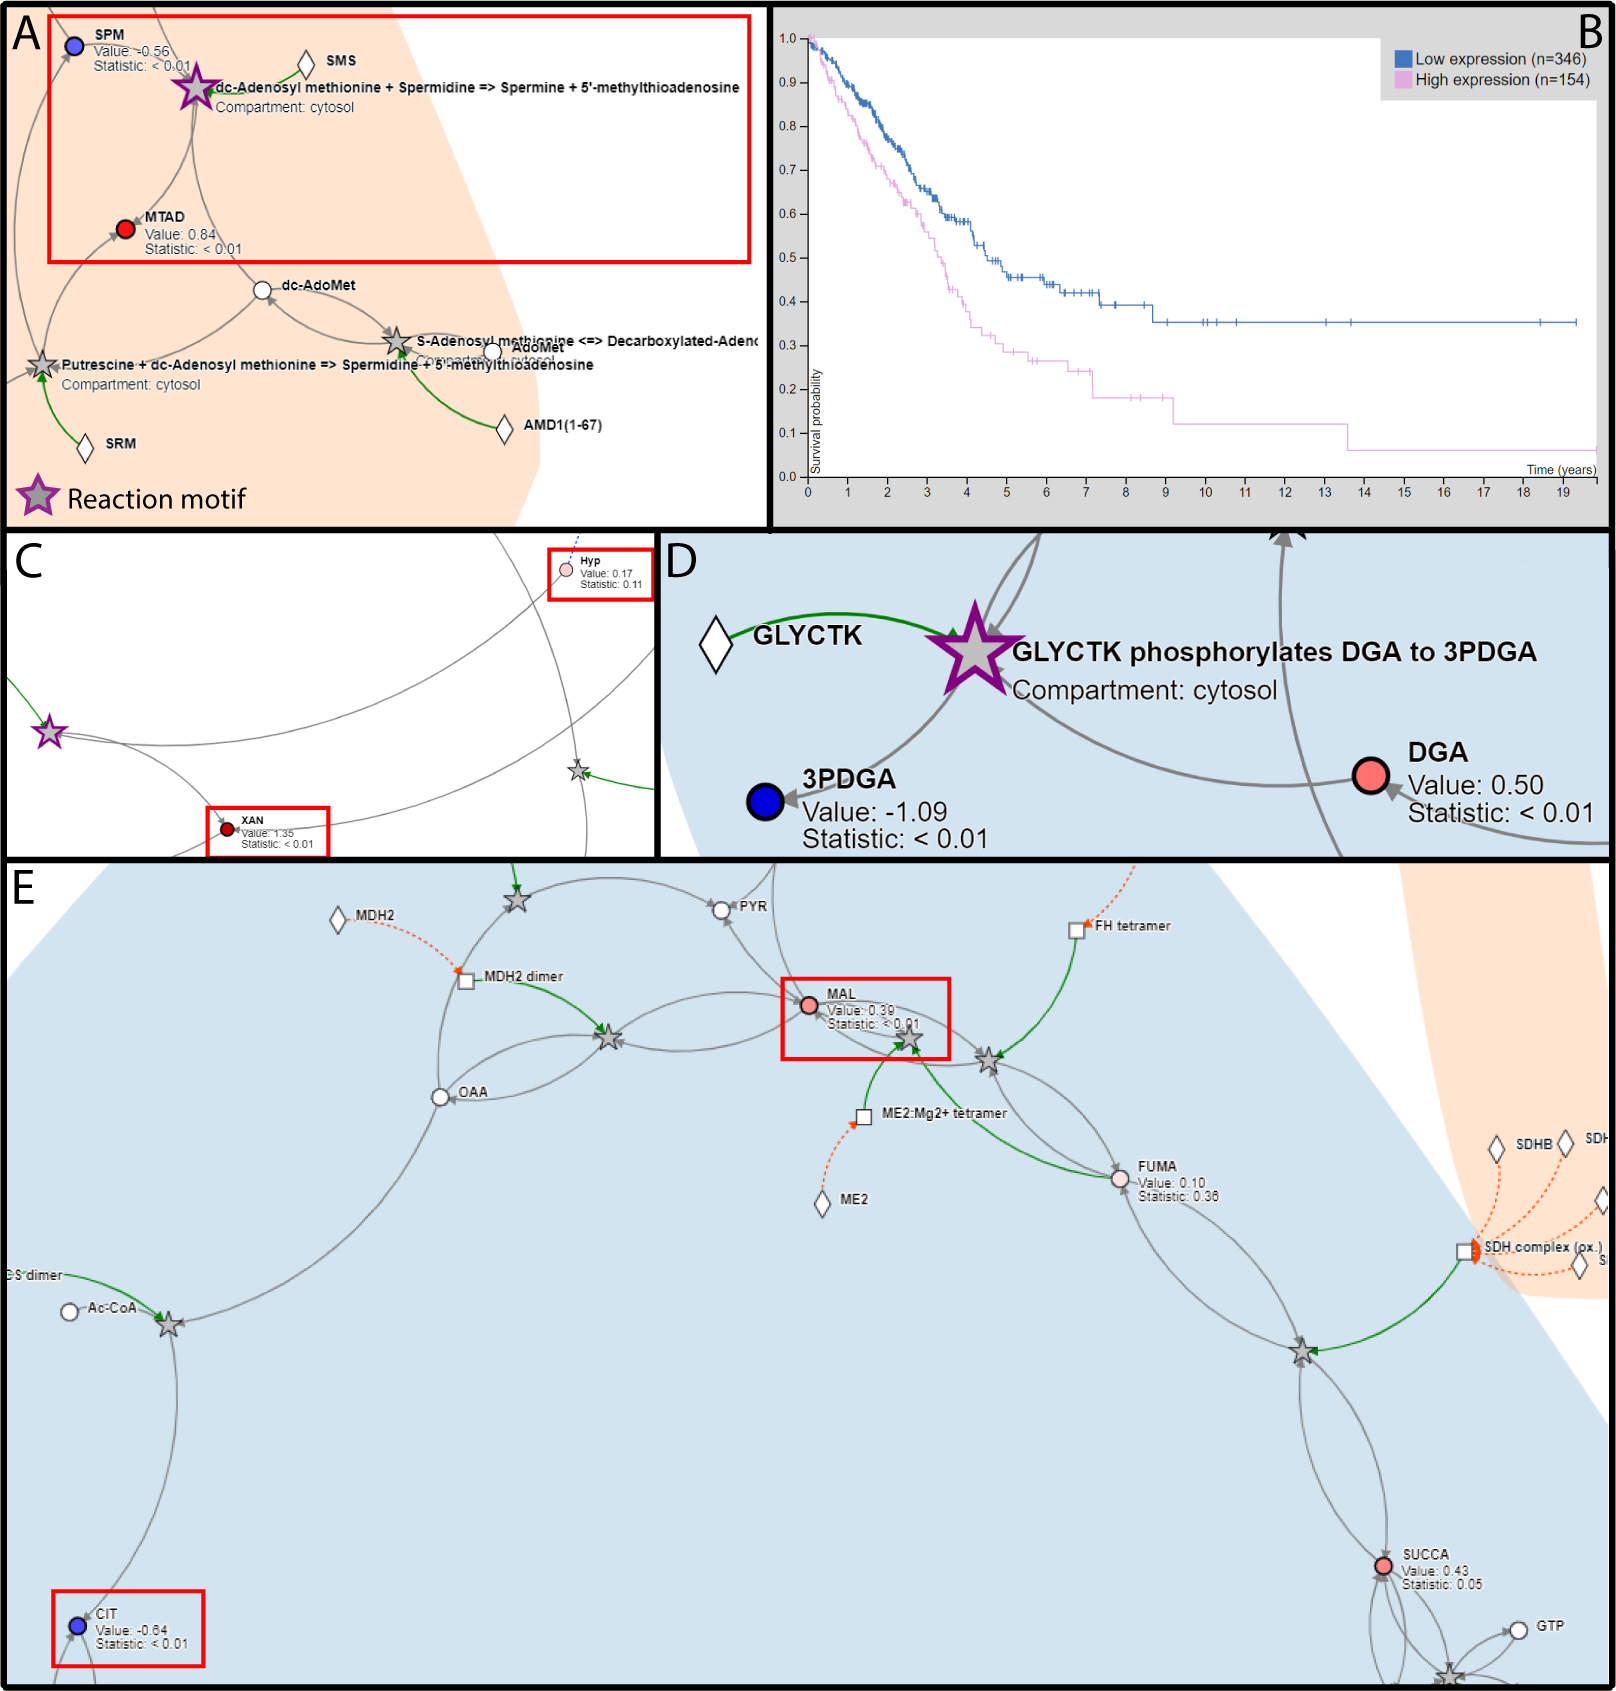 A
SPM
Value: -0.56
Statistic: < 0.01
SMS
dc-Adenosyl methionine + Spermidine => Spermine + 5'-methylthioadenosine
Compartment: cytosol
MTAD
Value: 0.84
Statistic: < 0.01
dc-AdoMet
S-Adenosyl methionine <=> Decarboxylated-Adeno
AdoMet
Compartment: cytosol
Putrescine + dc-Adenosyl methionine => Spermidine + 5'-methylthioadenosine
Compartment: cytosol
AMD1(1-67)
SRM
Reaction motif
B
Low expression (n=346)
High expression (n=154)
1.0
0.9
0.8
0.7
0.6
0.5
0.4
0.3
0.2
0.1
0.0
Survival probability
Time (years)
0 1 2 3 4 5 6 7 8 9 10 11 12 13 14 15 16 17 18 19
C
Hyp
Value: 0.17
Statistic: 0.11
XAN
Value: 1.35
Statistic: < 0.01
D
GLYCTK
GLYCTK phosphorylates DGA to 3PDGA
Compartment: cytosol
DGA
Value: 0.50
Statistic: < 0.01
3PDGA
Value: -1.09
Statistic: < 0.01
E
MDH2
PYR
FH tetramer
MDH2 dimer
MAL
Value: 0.39
Statistic: < 0.01
OAA
ME2:Mg2+ tetramer
FUMA
Value: 0.10
Statistic: 0.36
SDHB
SDH
ME2
SDH complex (ox.)
CS dimer
Ac-CoA
SUCCA
Value: 0.43
Statistic: 0.05
CIT
Value: -0.64
Statistic: < 0.01
GTP